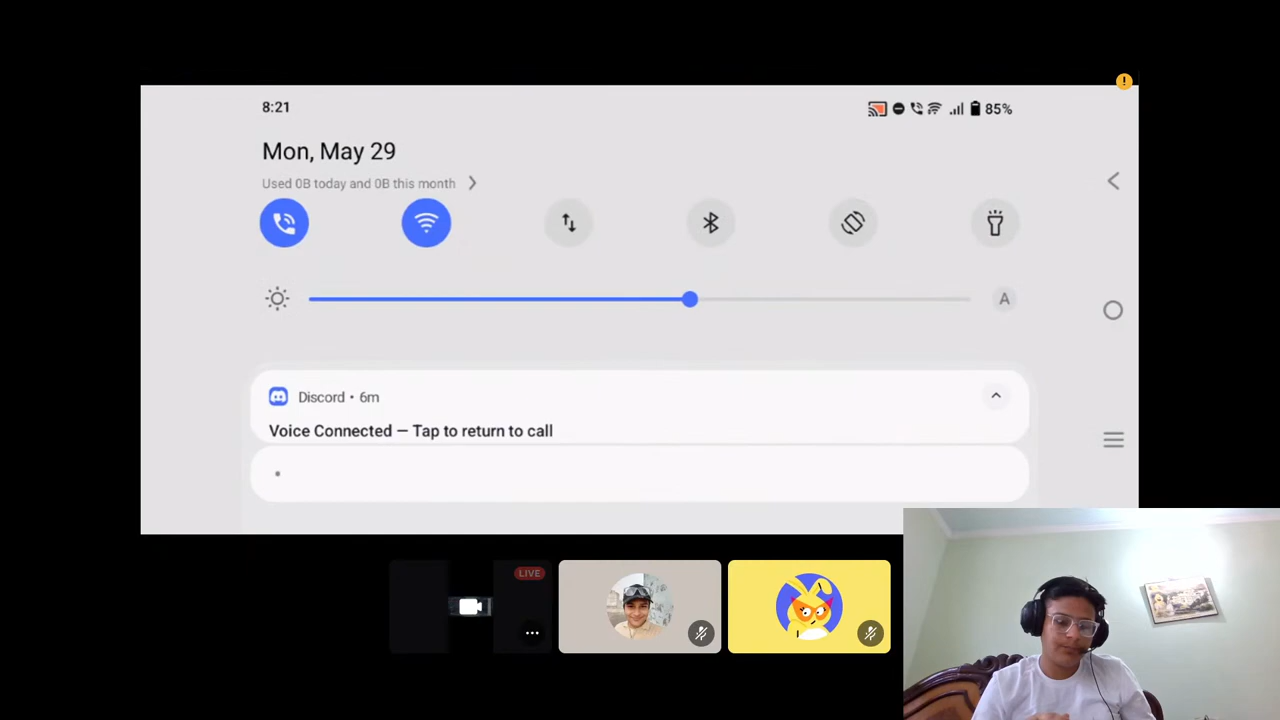 8:21
85%
Mon, May 29
Used 0B today and 0B this month
A
Discord • 6m
Voice Connected — Tap to return to call
LIVE